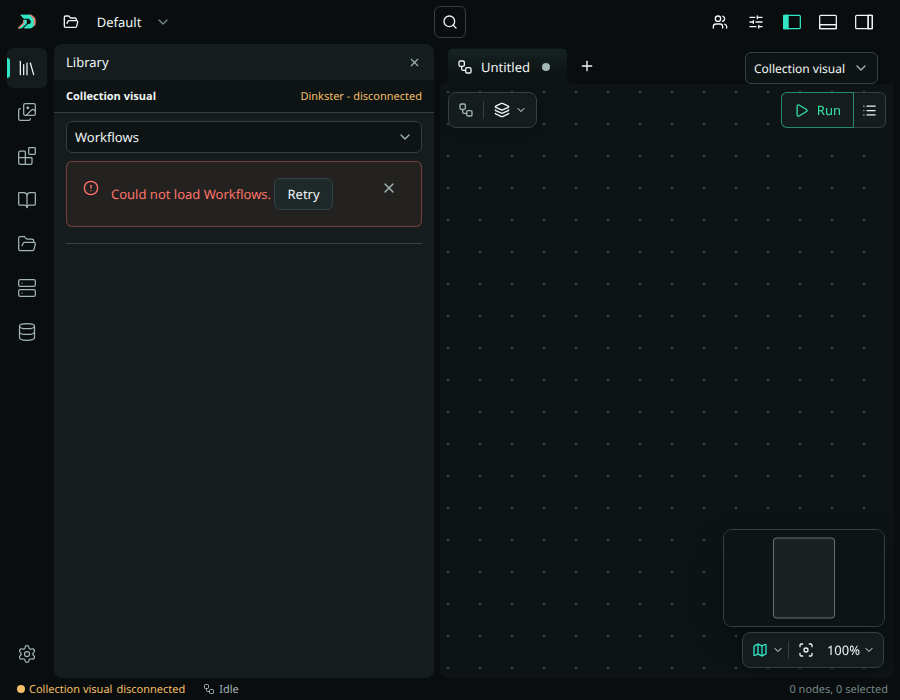 Default
Library
Collection visual
Dinkster - disconnected
Workflows
Could not load Workflows.
Retry
Untitled
Collection visual
Run
100%
Collection visual disconnected
Idle
0 nodes, 0 selected